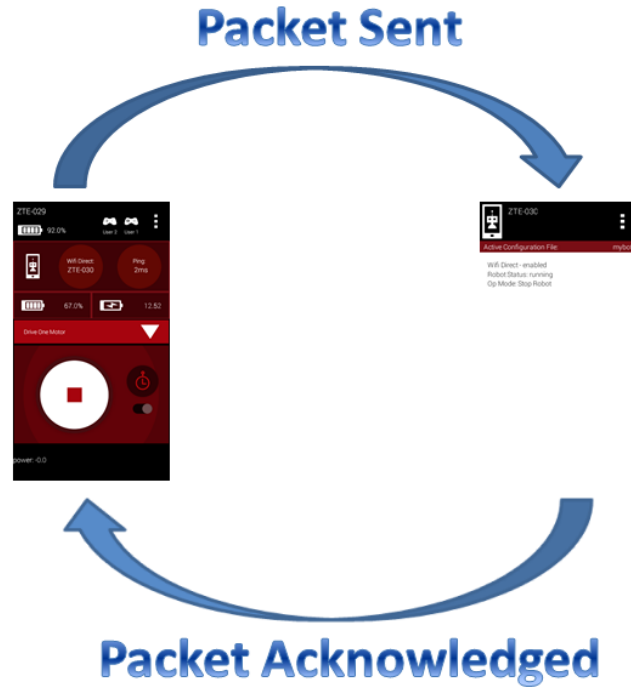 Packet Sent
ZTE-029
92.0%
User 2 User 1
Wifi Direct:
ZTE-030
Ping:
2ms
67.0%
12.52
Drive One Motor
power: -0.0
ZTE-030
Active Configuration File:
mybot
Wifi Direct - enabled
Robot Status: running
Op Mode: Stop Robot
Packet Acknowledged